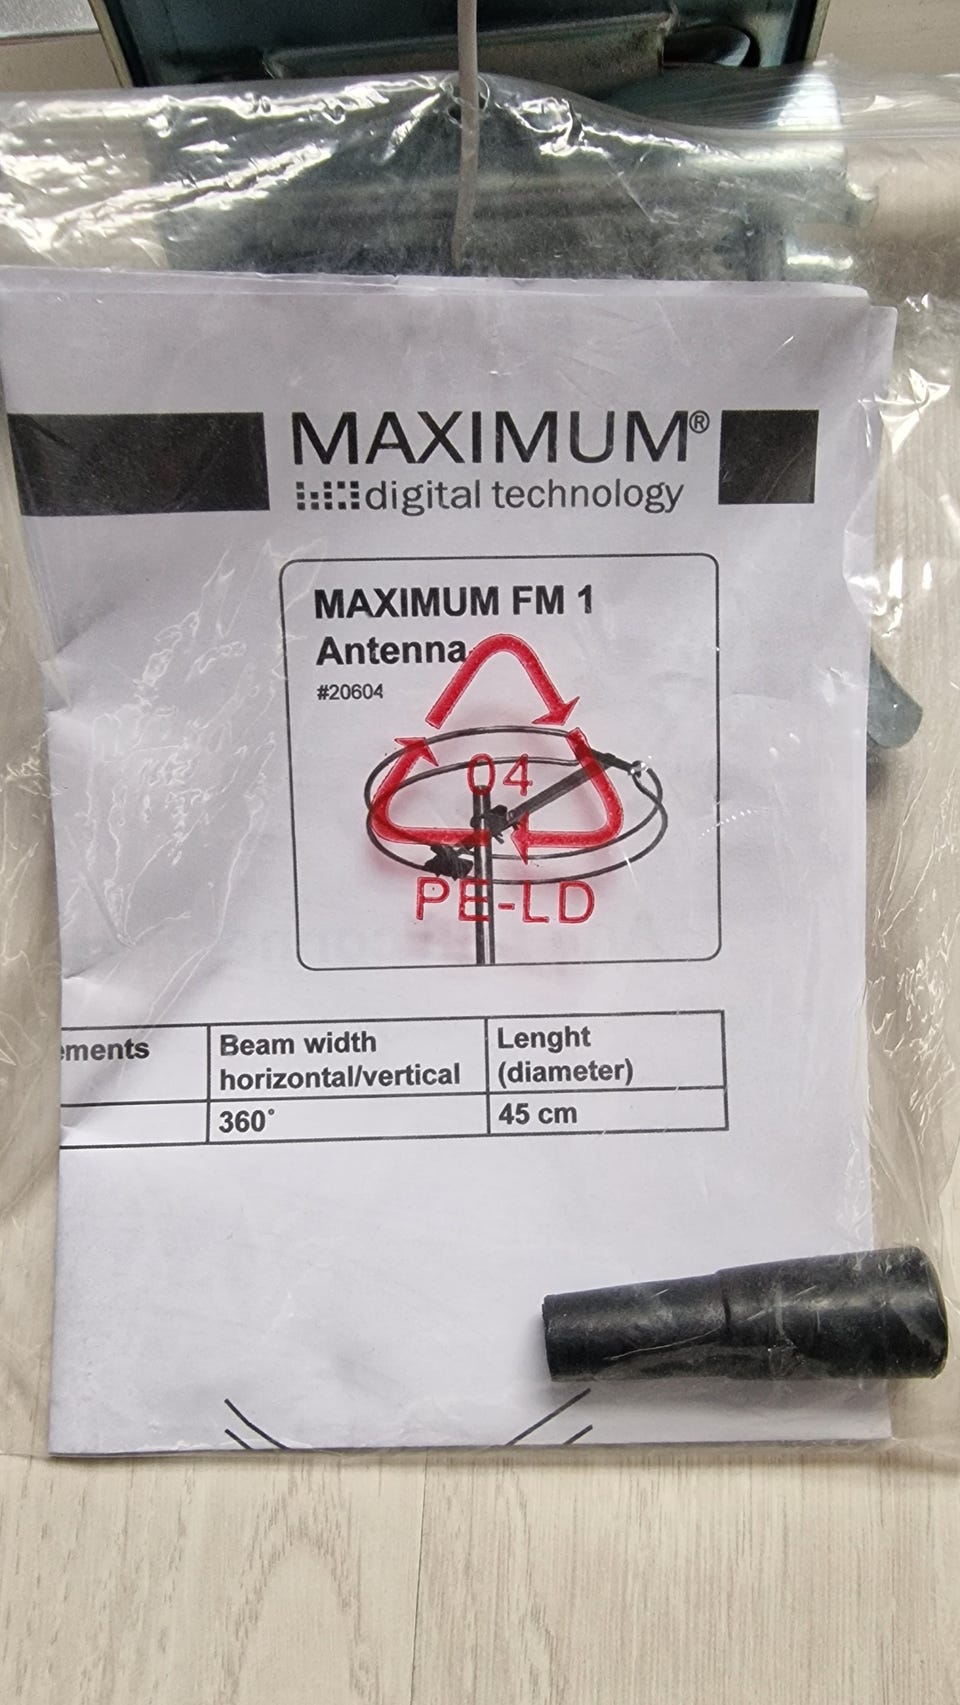 MAXIMUM®
digital technology
MAXIMUM FM 1
Antenna
#20604
04
PE-LD
ments
Beam width
horizontal/vertical
Lenght
(diameter)
360°
45 cm